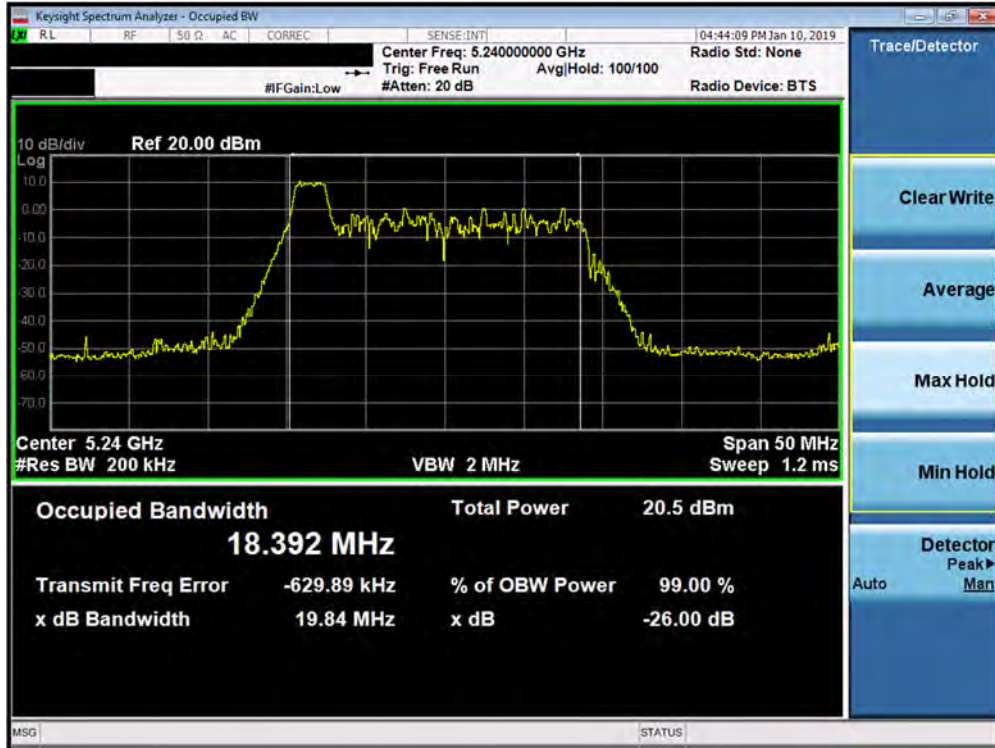 Keysight Spectrum Analyzer - Occupied BW
LXI RL RF 50 Ω AC CORREC SENSE:INT 04:44:09 PM Jan 10, 2019
Center Freq: 5.240000000 GHz Radio Std: None
Trig: Free Run Avg|Hold: 100/100
#IFGain:Low #Atten: 20 dB Radio Device: BTS
Trace/Detector
10 dB/div Ref 20.00 dBm
Log
10.0
0.00
-10.0
-20.0
-30.0
-40.0
-50.0
-60.0
-70.0
Center 5.24 GHz Span 50 MHz
#Res BW 200 kHz VBW 2 MHz Sweep 1.2 ms
Clear Write
Average
Max Hold
Min Hold
Detector
Peak▶
Auto Man
Occupied Bandwidth Total Power 20.5 dBm
18.392 MHz
Transmit Freq Error -629.89 kHz % of OBW Power 99.00 %
x dB Bandwidth 19.84 MHz x dB -26.00 dB
MSG STATUS